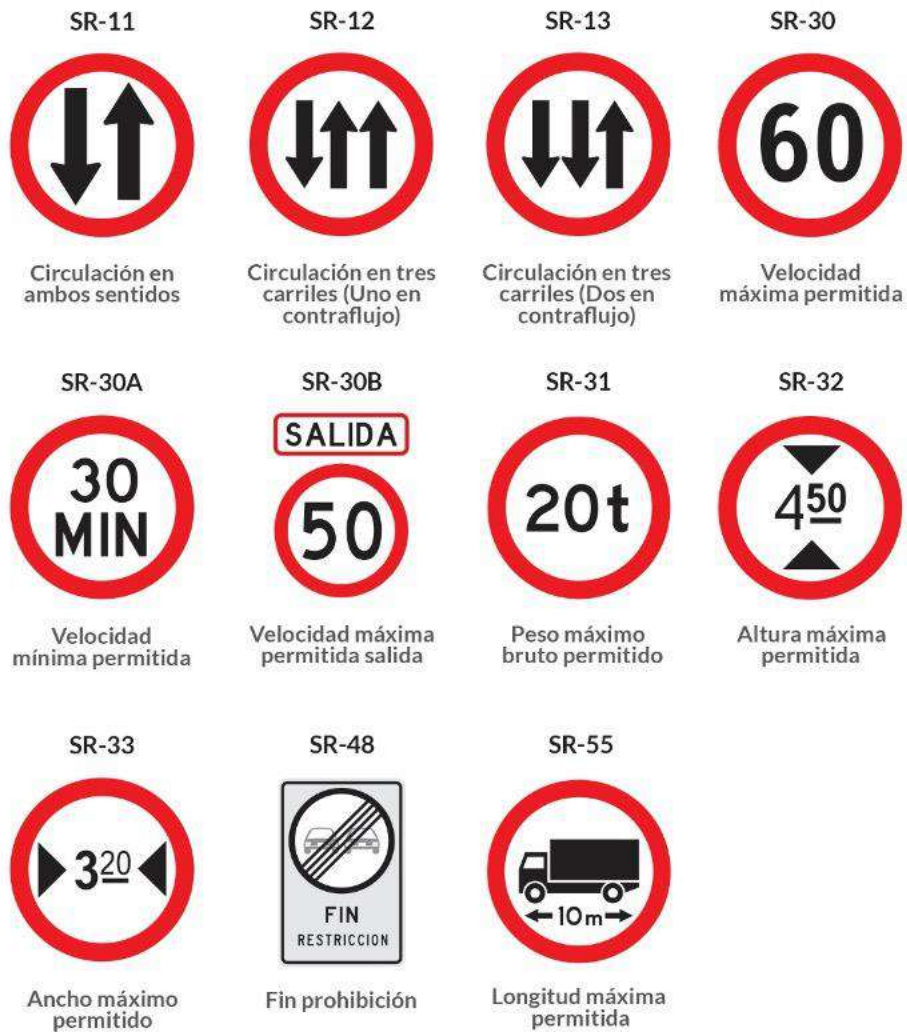 SR-11
SR-12
SR-13
SR-30
60
Circulación en
ambos sentidos
Circulación en tres
carriles (Uno en
contraflujo)
Circulación en tres
carriles (Dos en
contraflujo)
Velocidad
máxima permitida
SR-30A
SR-30B
SR-31
SR-32
30
MIN
SALIDA
50
20t
450
Velocidad
mínima permitida
Velocidad máxima
permitida salida
Peso máximo
bruto permitido
Altura máxima
permitida
SR-33
SR-48
SR-55
320
FIN
RESTRICCION
10m
Ancho máximo
permitido
Fin prohibición
Longitud máxima
permitida